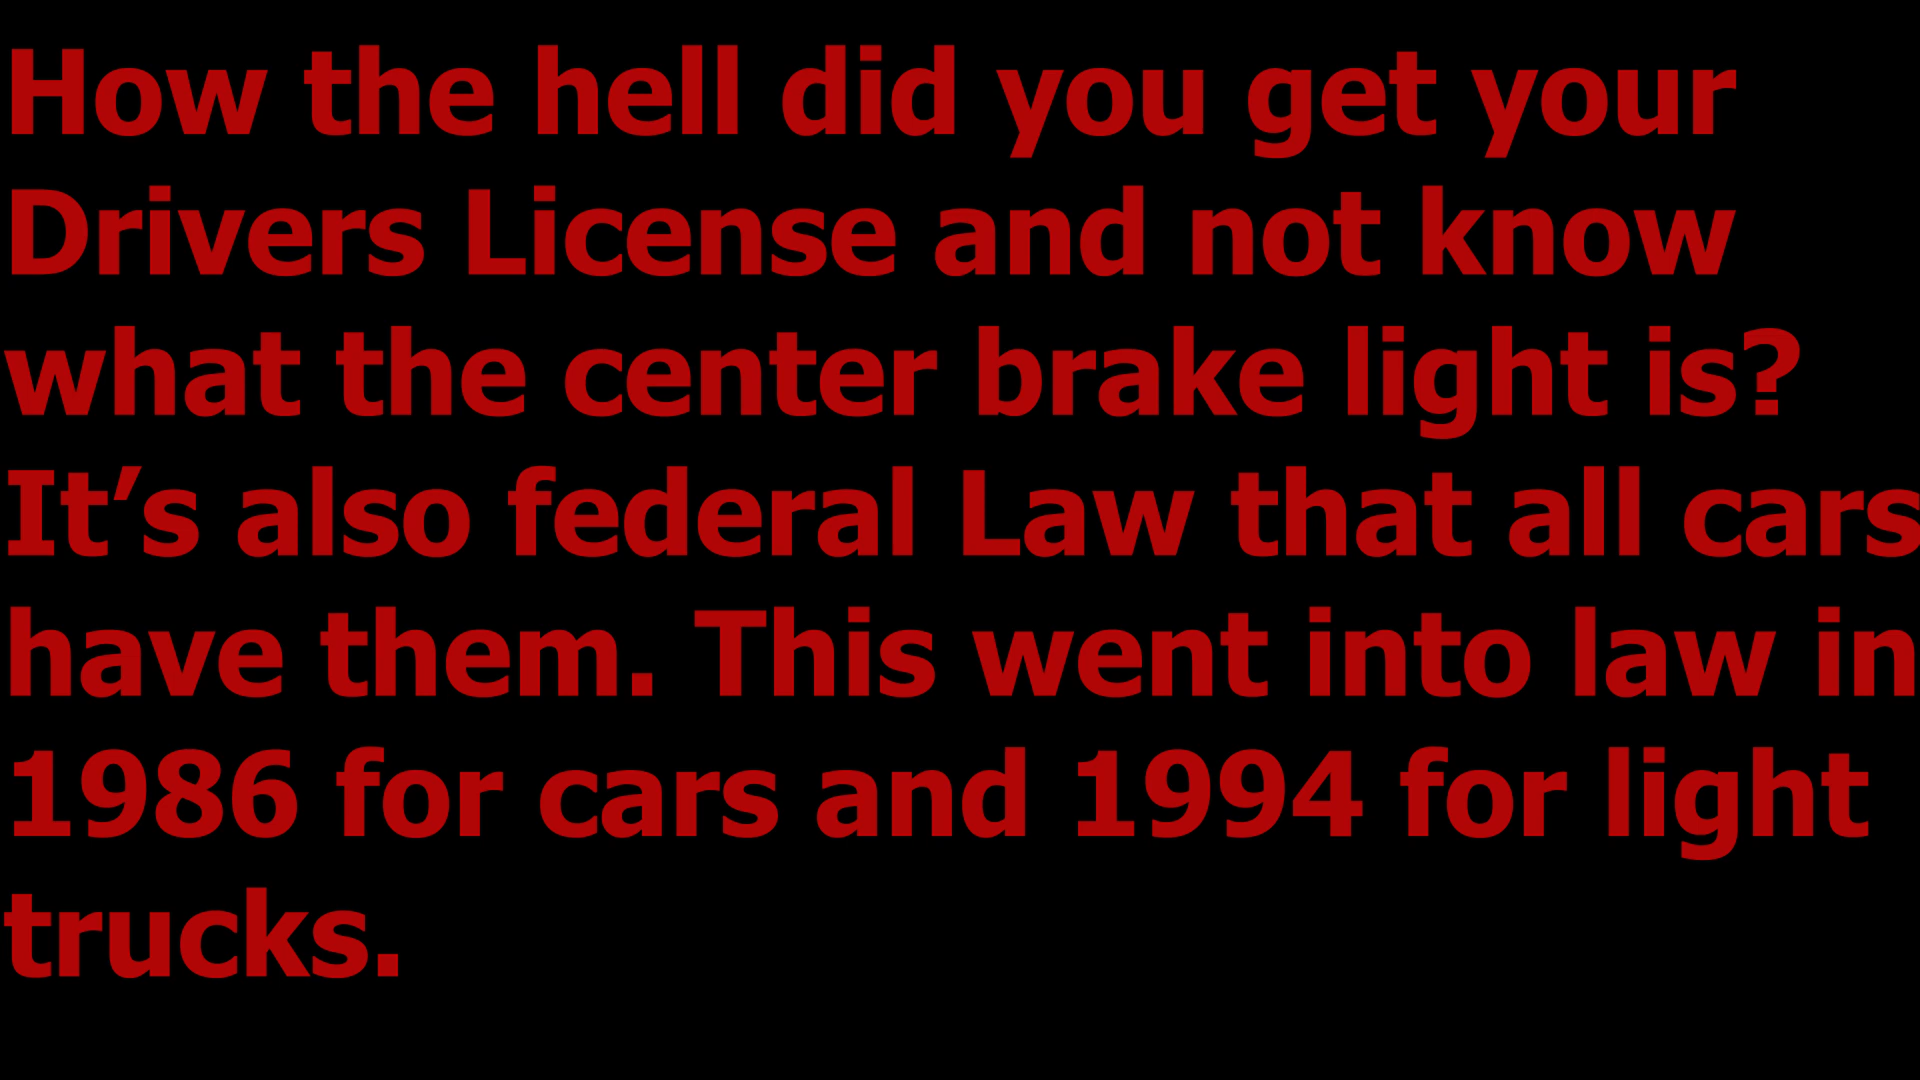 How the hell did you get your
Drivers License and not know
what the center brake light is?
It’s also federal Law that all cars
have them. This went into law in
1986 for cars and 1994 for light
trucks.